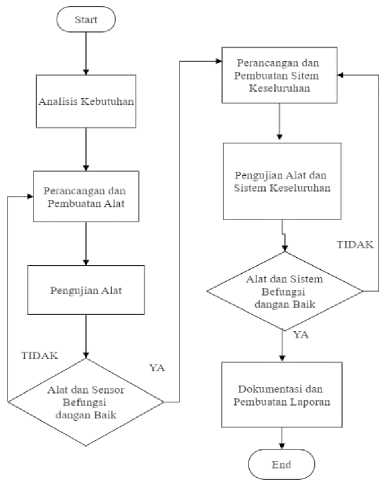 Start
Analisis Kebutuhan
Perancangan dan
Pembuatan Alat
Pengujian Alat
TIDAK
YA
Alat dan Sensor
Befungsi
dangan Baik
Perancangan dan
Pembuatan Sitem
Keseluruhan
Pengujian Alat dan
Sistem Keseluruhan
TIDAK
Alat dan Sistem
Befungsi
dangan Baik
YA
Dokumentasi dan
Pembuatan Laporan
End